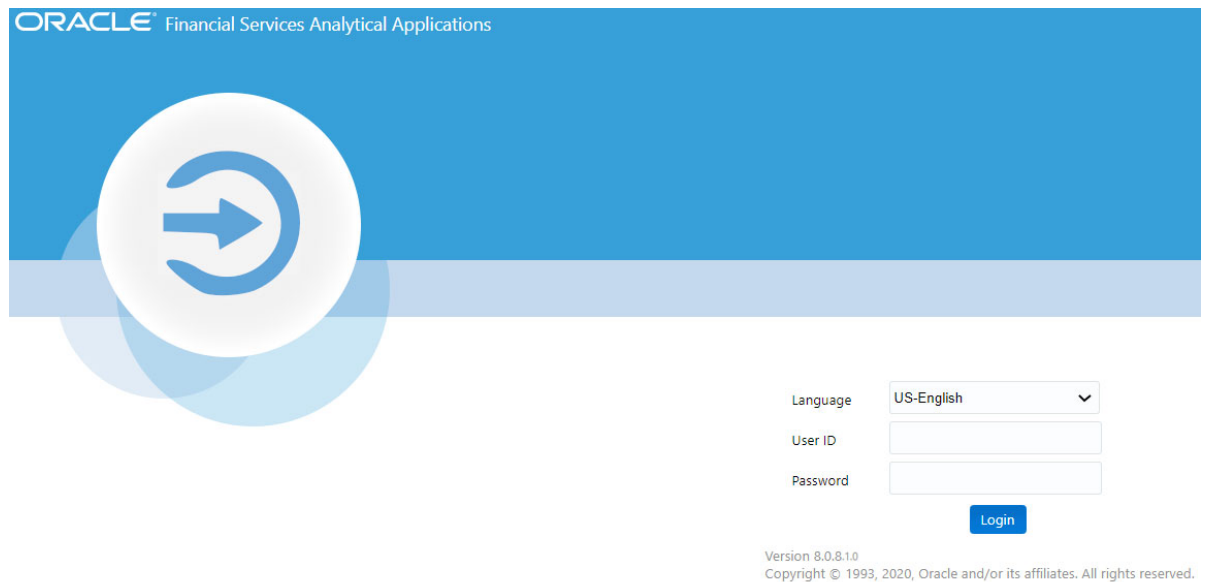 ORACLE® Financial Services Analytical Applications
Language US-English
User ID
Password
Login
Version 8.0.8.1.0
Copyright © 1993, 2020, Oracle and/or its affiliates. All rights reserved.